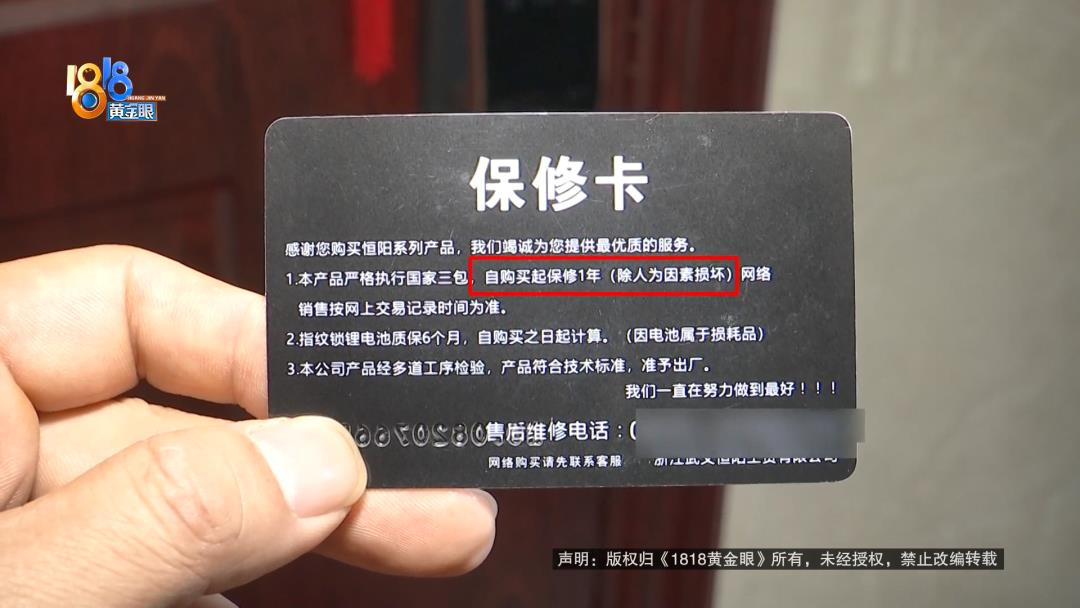 1818
HUANG JIN YAN
黄金眼
保修卡
感谢您购买恒阳系列产品，我们竭诚为您提供最优质的服务。
1.本产品严格执行国家三包，自购买起保修1年（除人为因素损坏）网络
销售按网上交易记录时间为准。
2.指纹锁锂电池质保6个月，自购买之日起计算。（因电池属于损耗品）
3.本公司产品经多道工序检验，产品符合技术标准，准予出厂。
我们一直在努力做到最好！！！
售后维修电话：(
网络购买请先联系客服
声明：版权归《1818黄金眼》所有，未经授权，禁止改编转载